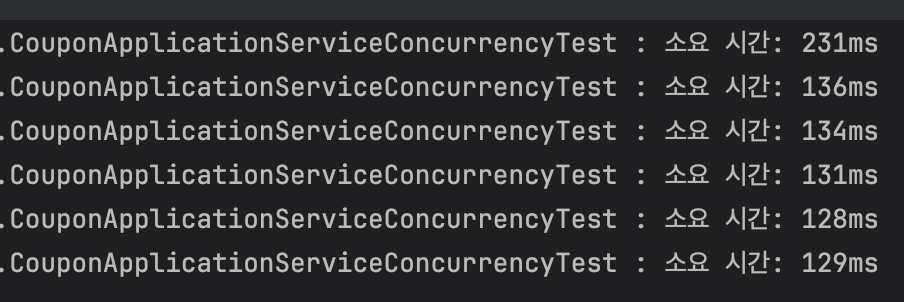 .CouponApplicationServiceConcurrencyTest : 소요 시간: 231ms
.CouponApplicationServiceConcurrencyTest : 소요 시간: 136ms
.CouponApplicationServiceConcurrencyTest : 소요 시간: 134ms
.CouponApplicationServiceConcurrencyTest : 소요 시간: 131ms
.CouponApplicationServiceConcurrencyTest : 소요 시간: 128ms
.CouponApplicationServiceConcurrencyTest : 소요 시간: 129ms